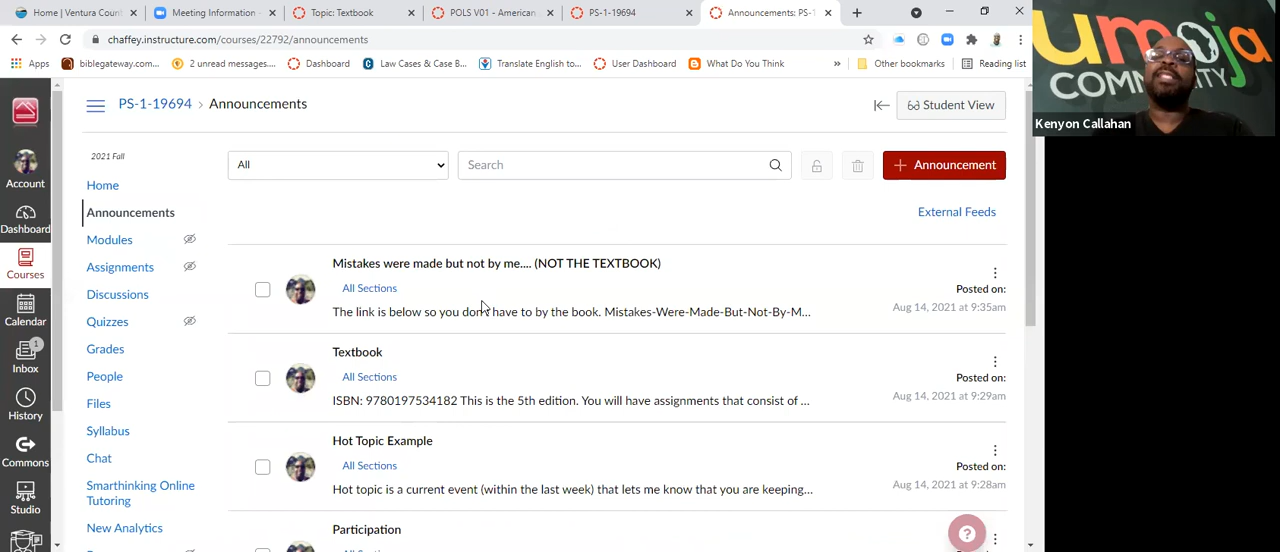 Home | Ventura Count
Meeting Information -
Topic: Textbook
POLS V01 - American
PS-1-19694
Announcements: PS-1
chaffey.instructure.com/courses/22792/announcements
Apps
biblegateway.com...
2 unread messages....
Dashboard
Law Cases & Case B...
Translate English to...
User Dashboard
What Do You Think
»
Other bookmarks
Reading list
PS-1-19694 > Announcements
Student View
2021 Fall
All
Search
+ Announcement
External Feeds
Account
Dashboard
Courses
Calendar
1
Inbox
History
Commons
Studio
Home
Announcements
Modules
Assignments
Discussions
Quizzes
Grades
People
Files
Syllabus
Chat
Smarthinking Online
Tutoring
New Analytics
Mistakes were made but not by me.... (NOT THE TEXTBOOK)
All Sections
The link is below so you don't have to by the book. Mistakes-Were-Made-But-Not-By-M...
Posted on:
Aug 14, 2021 at 9:35am
Textbook
All Sections
ISBN: 9780197534182 This is the 5th edition. You will have assignments that consist of ...
Posted on:
Aug 14, 2021 at 9:29am
Hot Topic Example
All Sections
Hot topic is a current event (within the last week) that lets me know that you are keeping...
Posted on:
Aug 14, 2021 at 9:28am
Participation
Posted on:
?
umoja
COMMUNITY
Kenyon Callahan